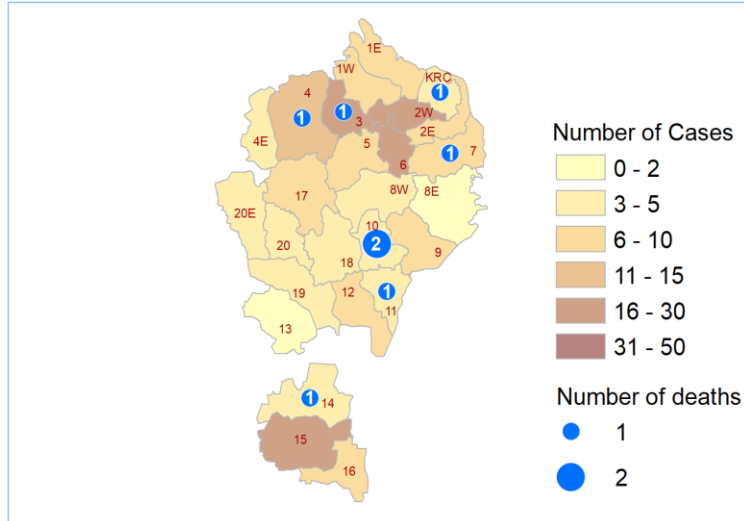 1E
1W
KRC
4
1
1
1
3
2W
2E
4E
5
1
7
6
8W
8E
17
20E
10
2
9
20
18
19
12
1
11
13
1
14
15
16
Number of Cases
0 - 2
3 - 5
6 - 10
11 - 15
16 - 30
31 - 50
Number of deaths
1
2